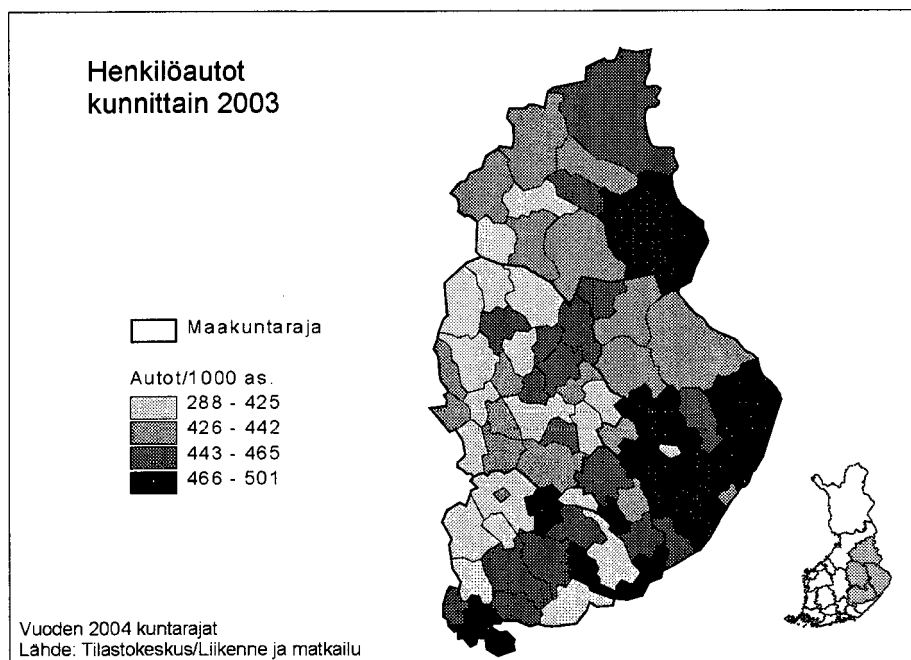 Henkilöautot
kunnittain 2003
Maakuntaraja
Autot/1000 as.
288 - 425
426 - 442
443 - 465
466 - 501
Vuoden 2004 kuntarajat
Lähde: Tilastokeskus/Liikenne ja matkailu